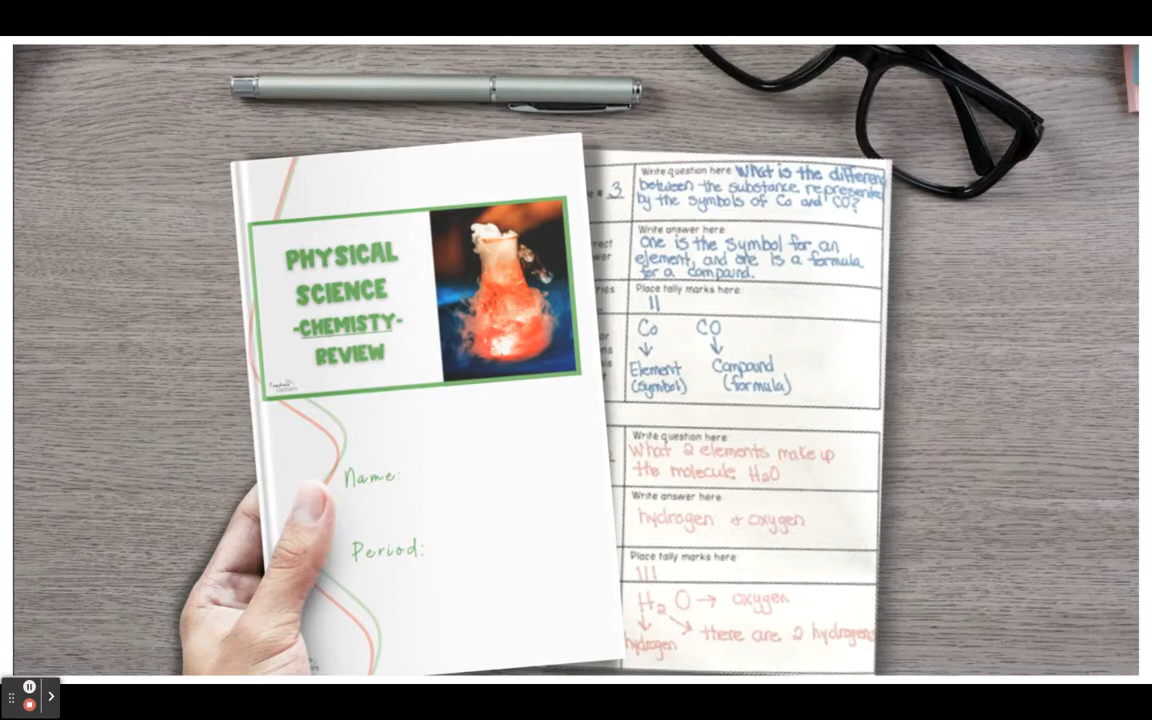 PHYSICAL
SCIENCE
-CHEMISTY-
REVIEW
Teacher
Name:
Period:
3
Write question here What is the differen
between the substance represented
by the symbols of Co and CO?
Write answer here
One is the symbol for an
element, and one is a formula
for a compound.
Place tally marks here
||
Co CO
Element Compound
(symbol) (formula)
Write question here
What 2 elements make up
the molecule H₂O
Write answer here
hydrogen & oxygen
Place tally marks here
|||
H₂O → oxygen
hydrogen there are 2 hydrogens